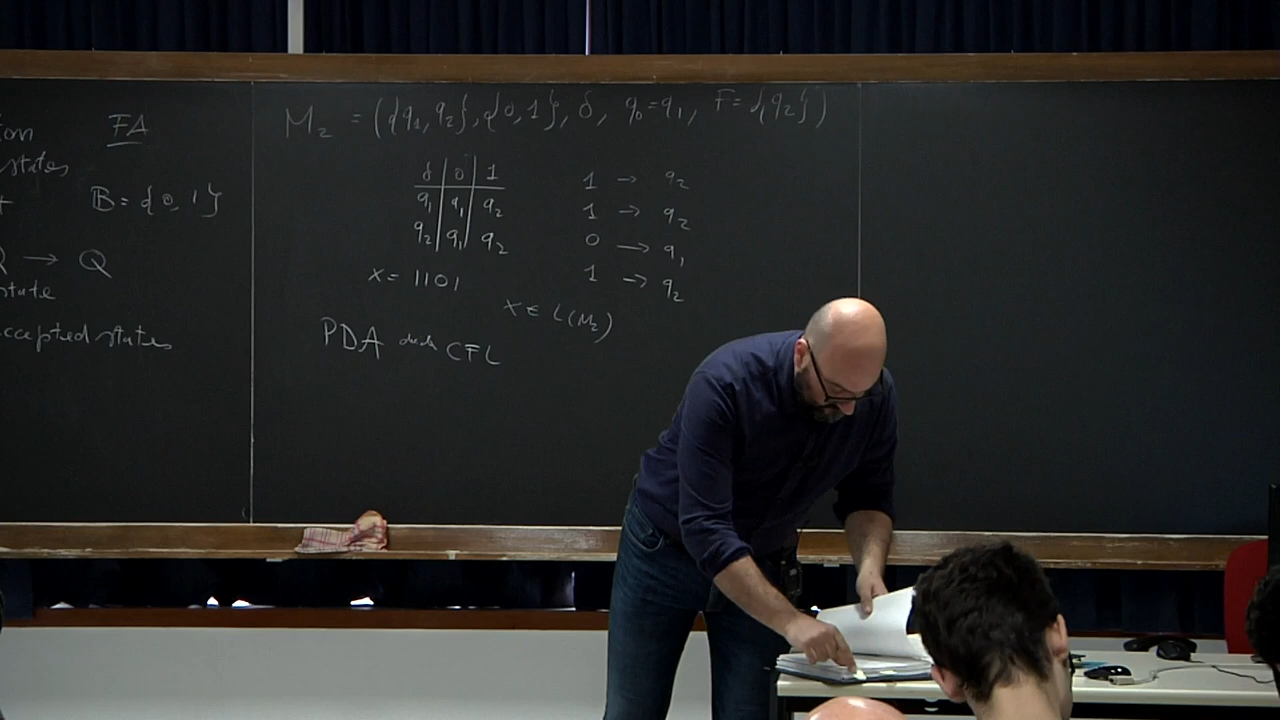 FA
states
B = {0, 1}
→ Q
state
accepted states
M₂ = ({q₁, q₂}, {0, 1}, δ, q₀ = q₁, F = {q₂})
δ | 0 | 1
q₁ | q₁ | q₂
q₂ | q₁ | q₂
x = 1101
1 → q₂
1 → q₂
0 → q₁
1 → q₂
x ∈ L(M₂)
PDA CFL